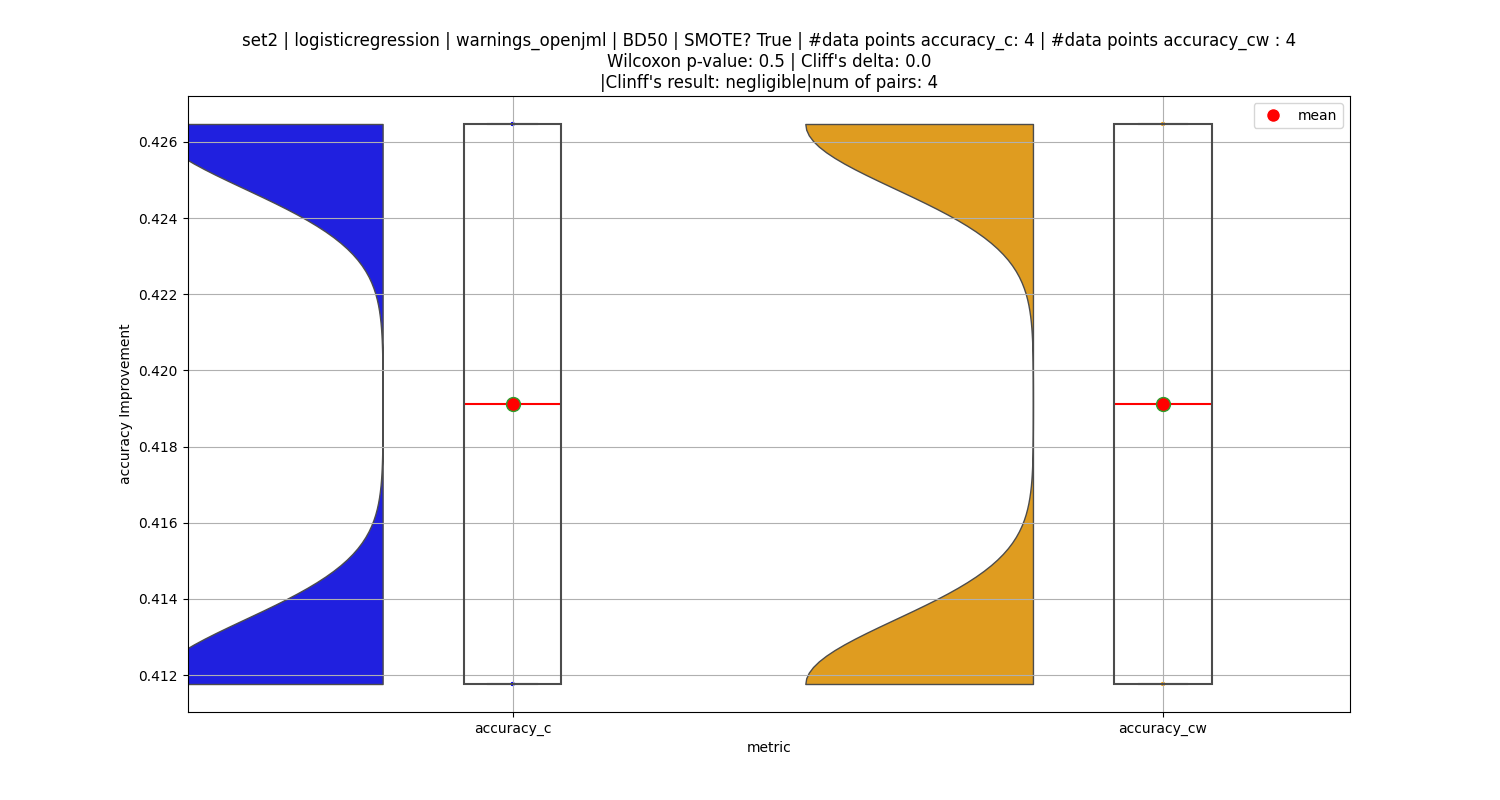 set2 | logisticregression | warnings_openjml | BD50 | SMOTE? True | #data points accuracy_c: 4 | #data points accuracy_cw : 4
Wilcoxon p-value: 0.5 | Cliff's delta: 0.0
|Clinff's result: negligible|num of pairs: 4
mean
0.426
0.424
0.422
0.420
0.418
0.416
0.414
0.412
accuracy Improvement
accuracy_c
accuracy_cw
metric